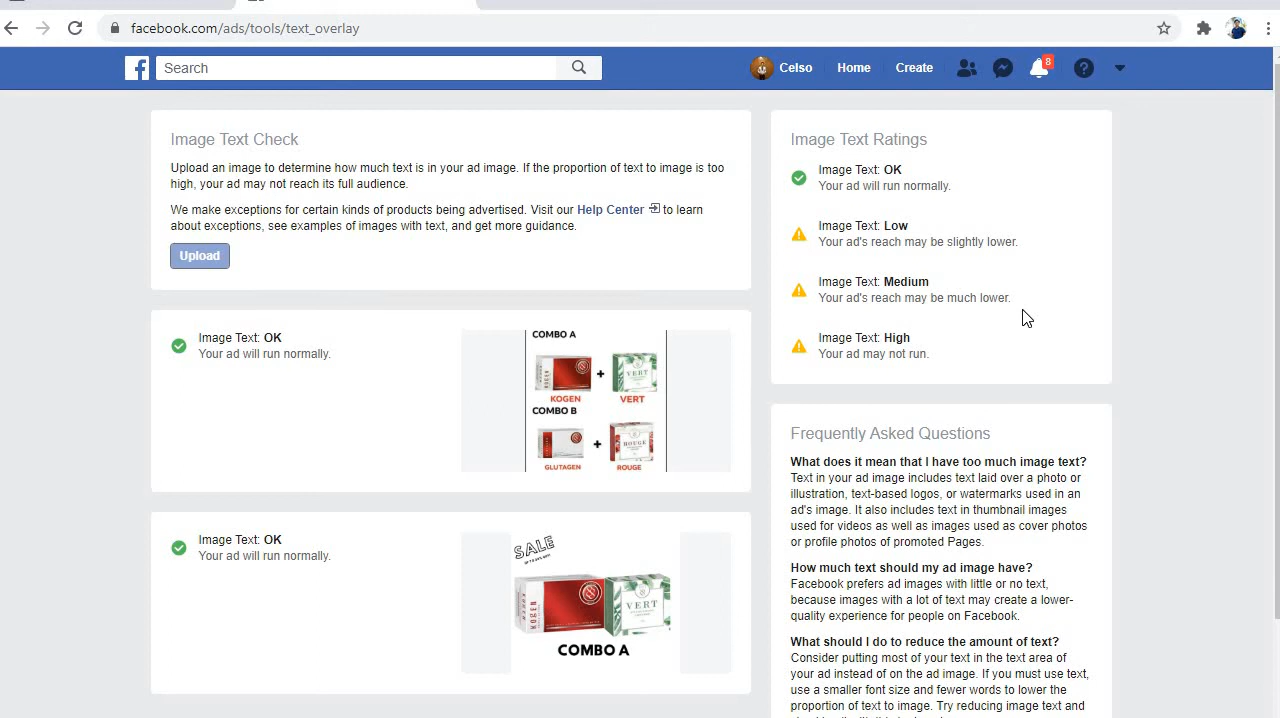 facebook.com/ads/tools/text_overlay
Search
Celso
Home
Create
8
Image Text Check
Upload an image to determine how much text is in your ad image. If the proportion of text to image is too
high, your ad may not reach its full audience.
We make exceptions for certain kinds of products being advertised. Visit our Help Center to learn
about exceptions, see examples of images with text, and get more guidance.
Upload
Image Text: OK
Your ad will run normally.
COMBO A
KOGEN
+
VERT
KOGEN
VERT
COMBO B
+
ROUGE
GLUTAGEN
ROUGE
Image Text: OK
Your ad will run normally.
SALE
KOGEN
VERT
COMBO A
Image Text Ratings
Image Text: OK
Your ad will run normally.
Image Text: Low
Your ad's reach may be slightly lower.
Image Text: Medium
Your ad's reach may be much lower.
Image Text: High
Your ad may not run.
Frequently Asked Questions
What does it mean that I have too much image text?
Text in your ad image includes text laid over a photo or
illustration, text-based logos, or watermarks used in an
ad's image. It also includes text in thumbnail images
used for videos as well as images used as cover photos
or profile photos of promoted Pages.
How much text should my ad image have?
Facebook prefers ad images with little or no text,
because images with a lot of text may create a lower-
quality experience for people on Facebook.
What should I do to reduce the amount of text?
Consider putting most of your text in the text area of
your ad instead of on the ad image. If you must use text,
use a smaller font size and fewer words to lower the
proportion of text to image. Try reducing image text and